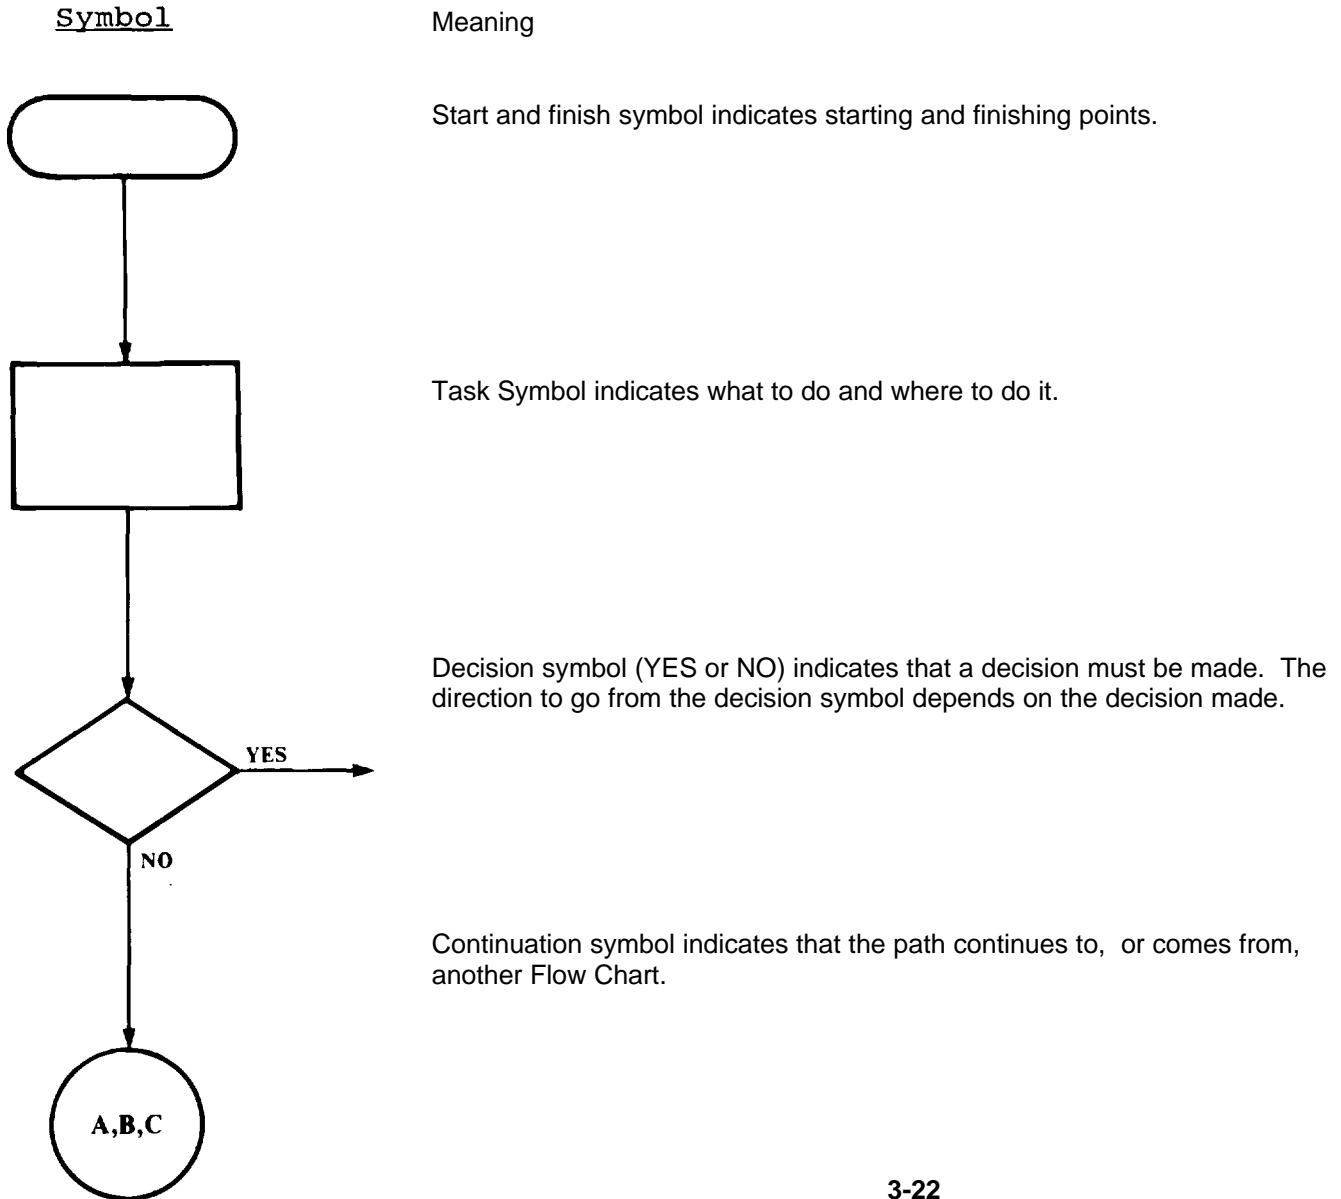 Symbol
Meaning
Start and finish symbol indicates starting and finishing points.
Task Symbol indicates what to do and where to do it.
Decision symbol (YES or NO) indicates that a decision must be made. The
direction to go from the decision symbol depends on the decision made.
YES
NO
Continuation symbol indicates that the path continues to, or comes from,
another Flow Chart.
A,B,C
3-22